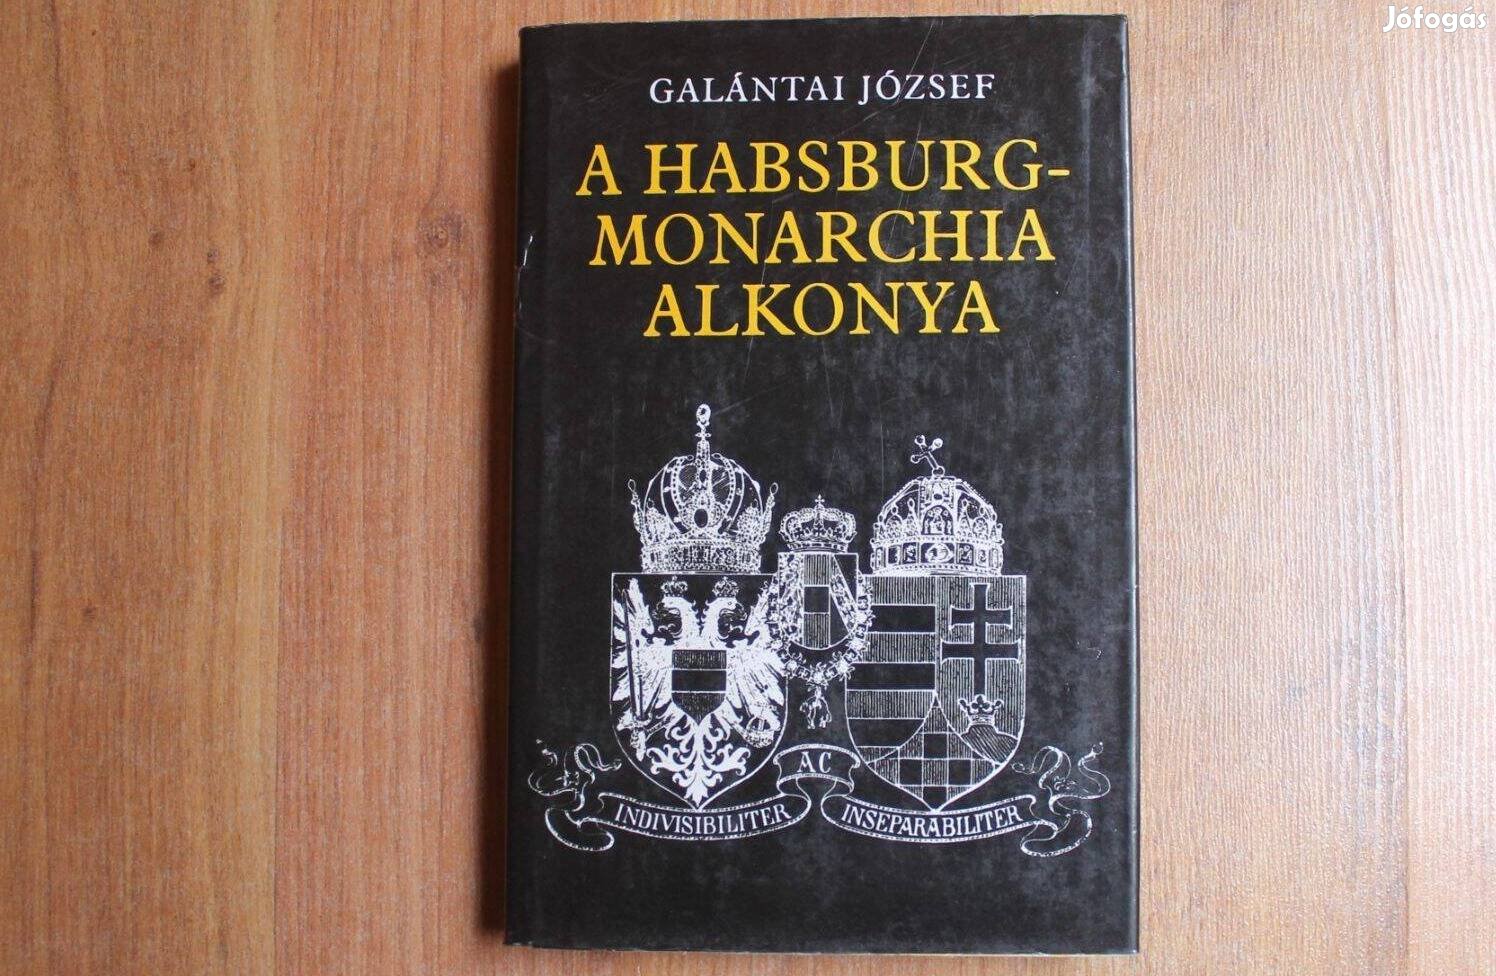 Jófogás
GALÁNTAI JÓZSEF
A HABSBURG-
MONARCHIA
ALKONYA
AC
INDIVISIBILITER
INSEPARABILITER